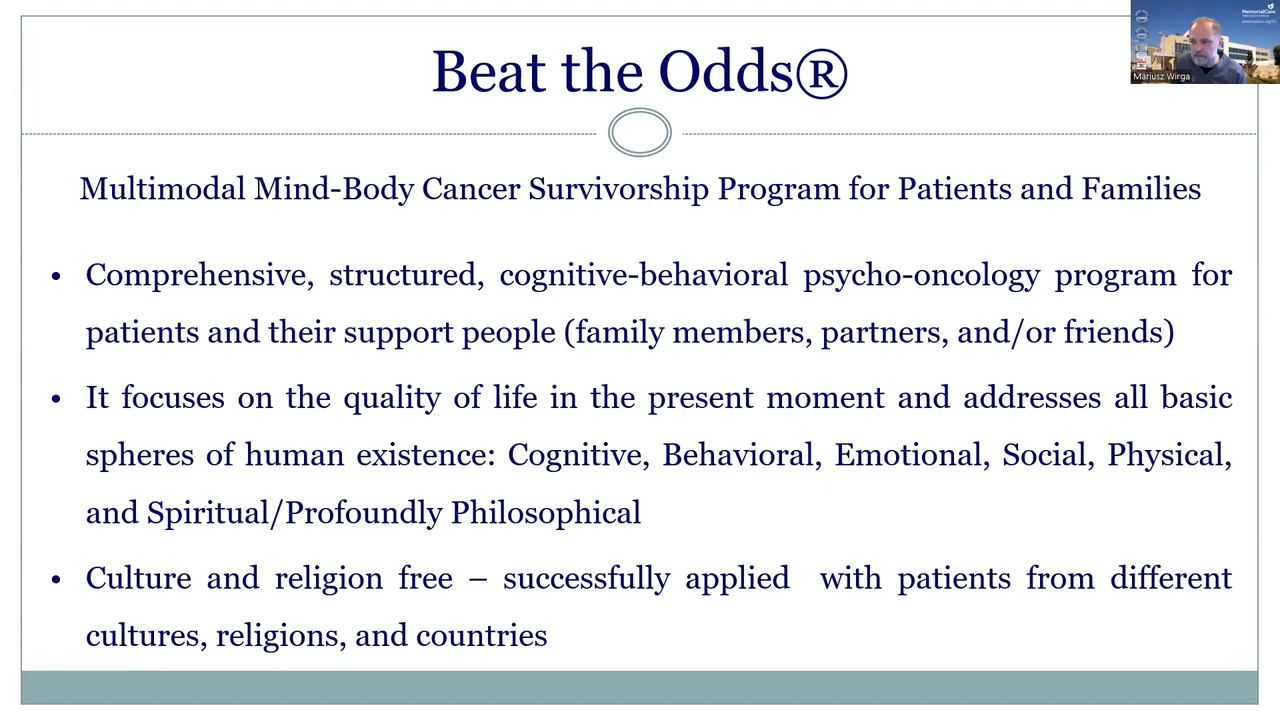 Beat the Odds®
MemorialCare
Mariusz Wirga
Multimodal Mind-Body Cancer Survivorship Program for Patients and Families
• Comprehensive, structured, cognitive-behavioral psycho-oncology program for
patients and their support people (family members, partners, and/or friends)
• It focuses on the quality of life in the present moment and addresses all basic
spheres of human existence: Cognitive, Behavioral, Emotional, Social, Physical,
and Spiritual/Profoundly Philosophical
• Culture and religion free – successfully applied with patients from different
cultures, religions, and countries